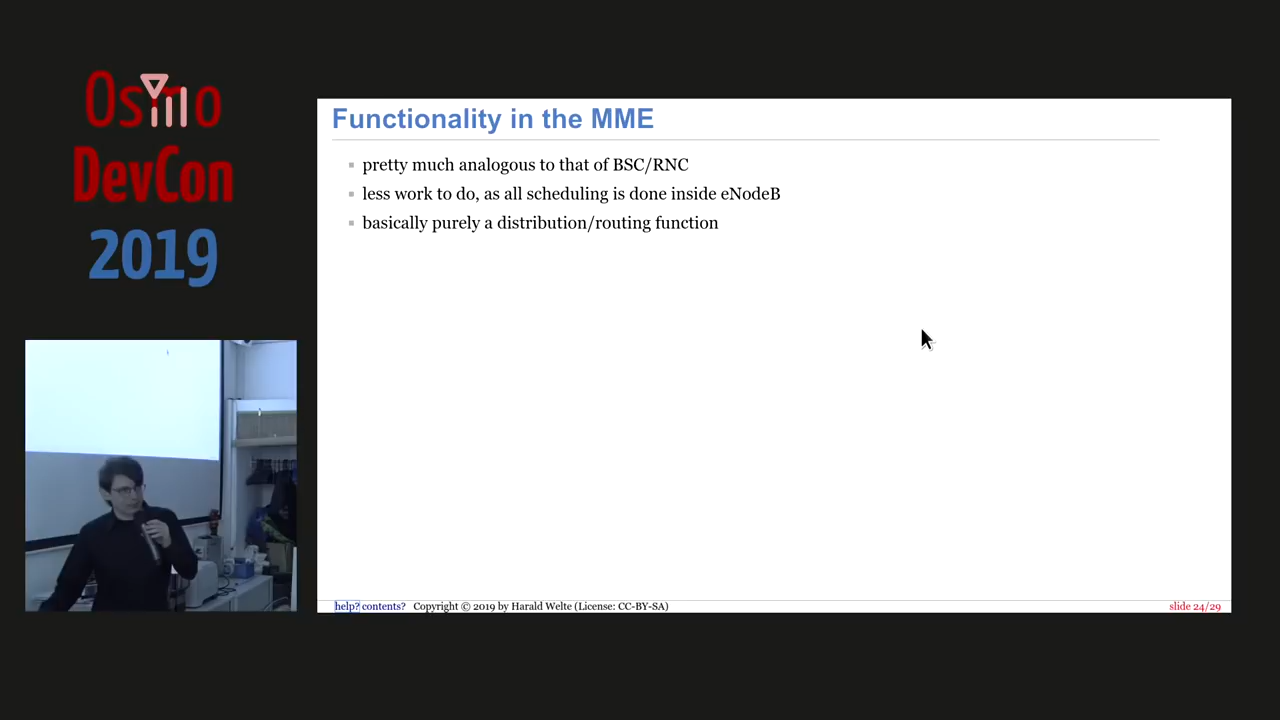 Osmo
DevCon
2019
Functionality in the MME
pretty much analogous to that of BSC/RNC
less work to do, as all scheduling is done inside eNodeB
basically purely a distribution/routing function
help? contents? Copyright © 2019 by Harald Welte (License: CC-BY-SA)
slide 24/29